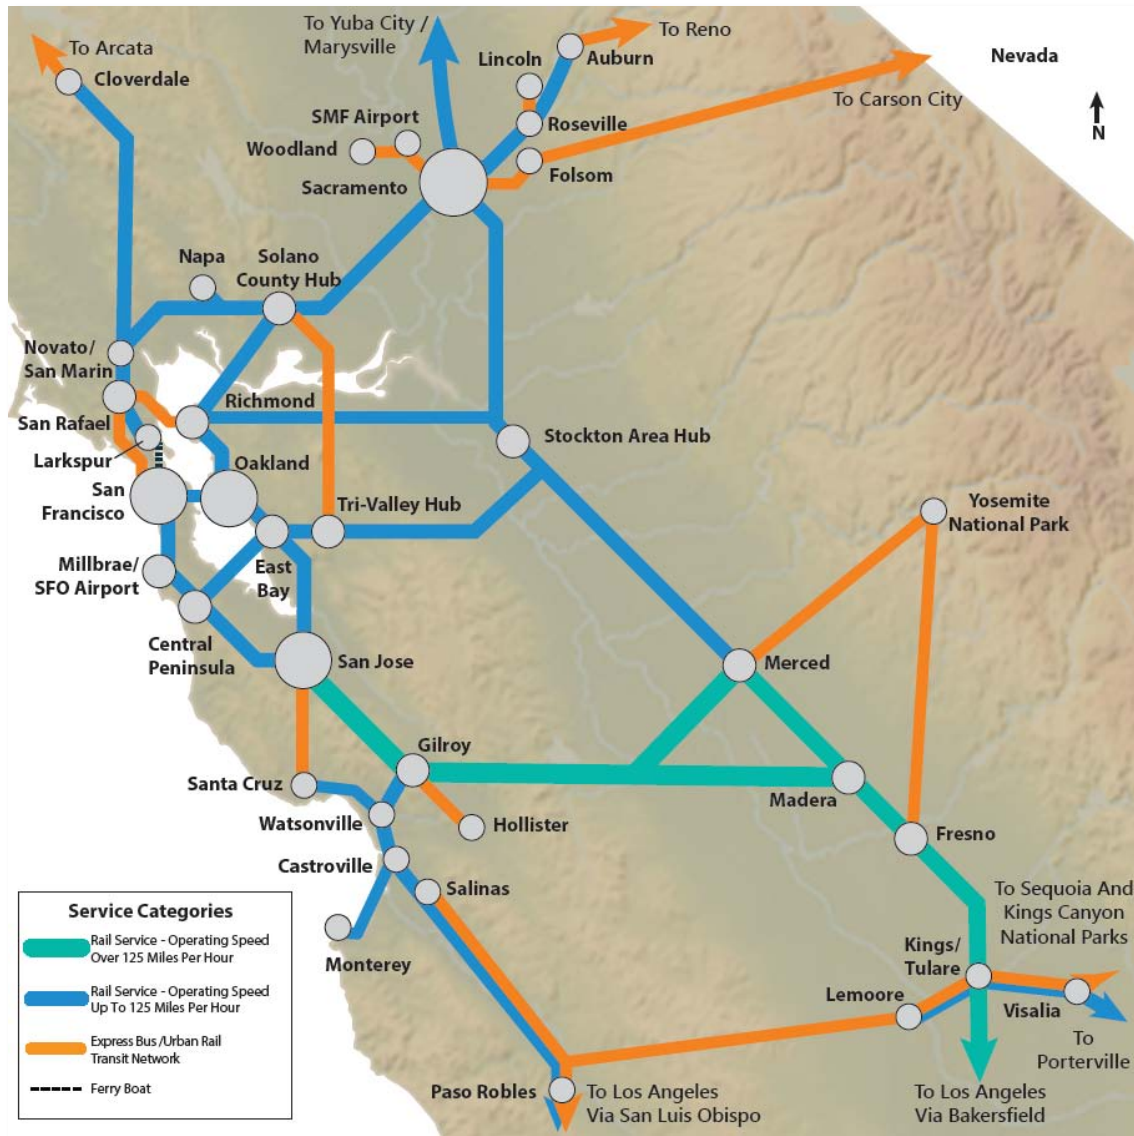 To Yuba City /
Marysville
To Reno
To Arcata
Lincoln
Auburn
Nevada
Cloverdale
To Carson City
SMF Airport
Roseville
N
Woodland
Folsom
Sacramento
Napa
Solano
County Hub
Novato/
San Marin
Richmond
San Rafael
Stockton Area Hub
Larkspur
Oakland
San
Francisco
Tri-Valley Hub
Yosemite
National Park
Millbrae/
SFO Airport
East
Bay
Central
Peninsula
San Jose
Merced
Gilroy
Santa Cruz
Madera
Watsonville
Hollister
Fresno
Castroville
Salinas
To Sequoia And
Kings Canyon
National Parks
Monterey
Kings/
Tulare
Lemoore
Visalia
To
Porterville
Paso Robles
To Los Angeles
Via San Luis Obispo
To Los Angeles
Via Bakersfield
Service Categories
Rail Service - Operating Speed
Over 125 Miles Per Hour
Rail Service - Operating Speed
Up To 125 Miles Per Hour
Express Bus /Urban Rail
Transit Network
Ferry Boat